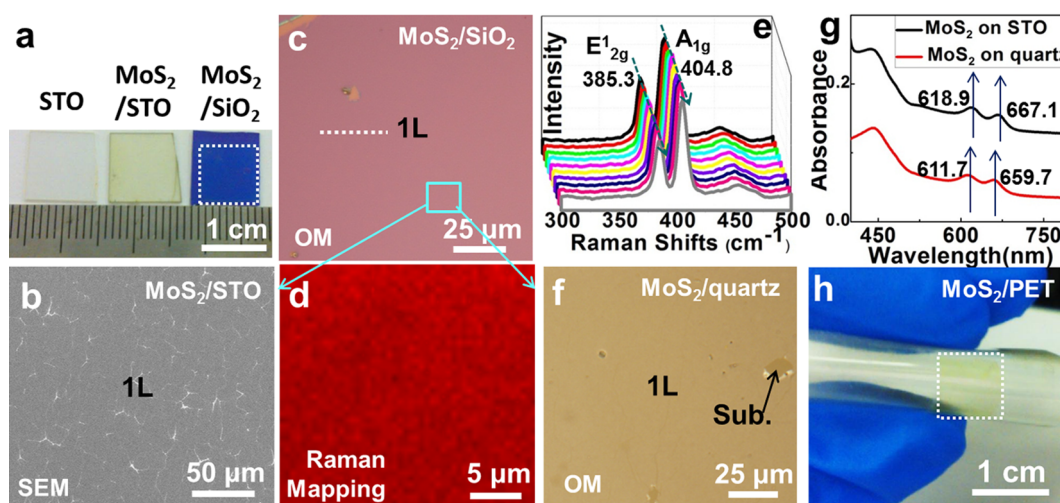 a
STO
MoS2
/STO
MoS2
/SiO2
1 cm
b
MoS2/STO
1L
SEM
50 μm
c
MoS2/SiO2
1L
OM
25 μm
d
Raman
Mapping
5 μm
e
Intensity
E¹2g
385.3
A1g
404.8
300
350
400
450
500
Raman Shifts (cm⁻¹)
f
MoS2/quartz
1L
Sub.
OM
25 μm
g
MoS2 on STO
MoS2 on quartz
Absorbance
0.2
0.0
618.9
667.1
611.7
659.7
450
600
750
Wavelength(nm)
h
MoS2/PET
1 cm